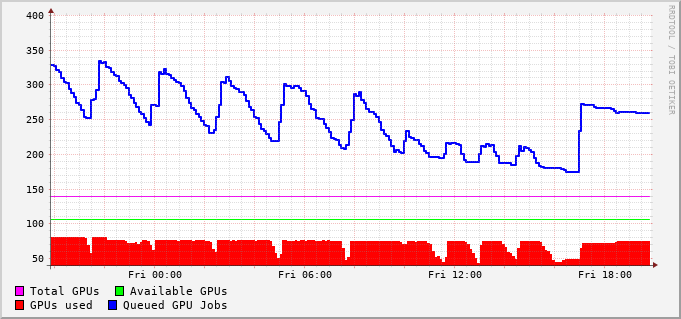 400
350
300
250
200
150
100
50
Fri 00:00 Fri 06:00 Fri 12:00 Fri 18:00
Total GPUs Available GPUs
GPUs used Queued GPU Jobs
RRDTOOL / TOBI OETIKER